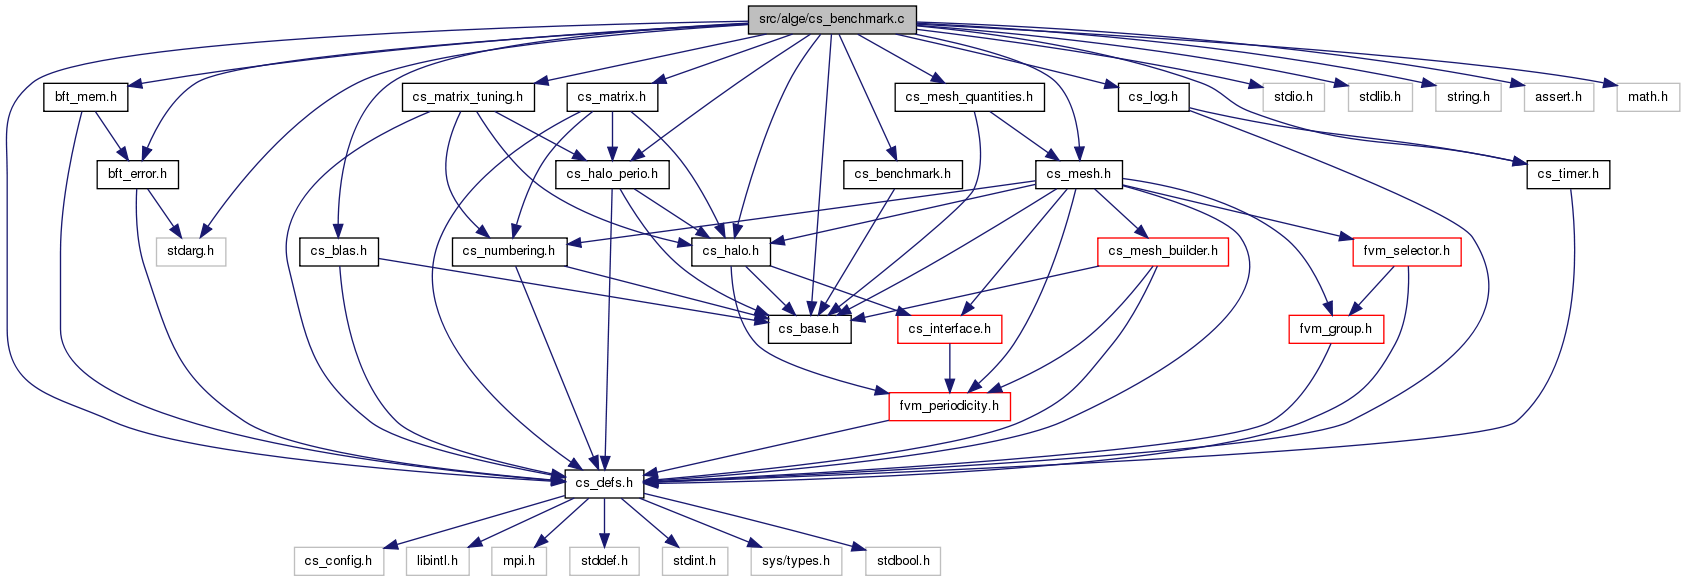 src/alge/cs_benchmark.c
bft_mem.h
cs_matrix_tuning.h
cs_matrix.h
cs_mesh_quantities.h
cs_log.h
stdio.h
stdlib.h
string.h
assert.h
math.h
bft_error.h
cs_halo_perio.h
cs_benchmark.h
cs_mesh.h
cs_timer.h
stdarg.h
cs_blas.h
cs_numbering.h
cs_halo.h
cs_mesh_builder.h
fvm_selector.h
cs_base.h
cs_interface.h
fvm_group.h
fvm_periodicity.h
cs_defs.h
cs_config.h
libintl.h
mpi.h
stddef.h
stdint.h
sys/types.h
stdbool.h